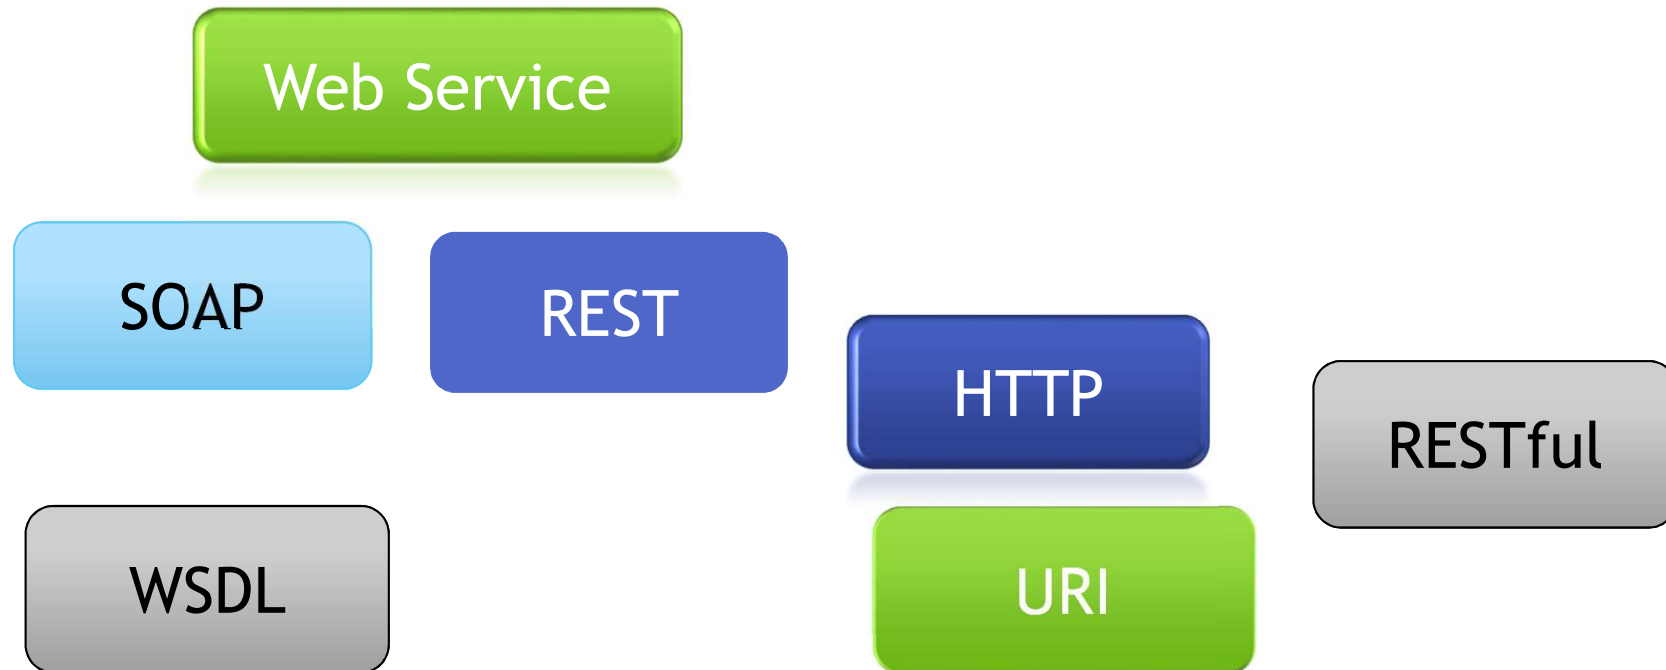 Web Service
SOAP
REST
HTTP
RESTful
WSDL
URI